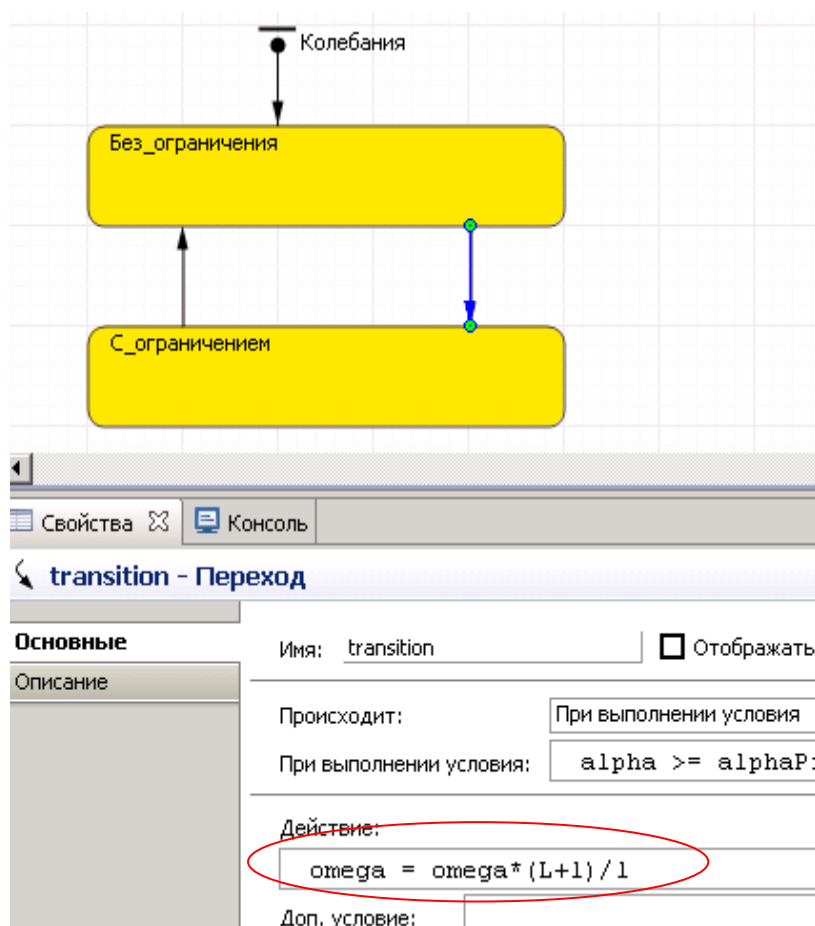 Колебания
Без_ограничения
С_ограничением
Свойства
Консоль
transition - Переход
Основные
Описание
Имя: transition
Отображать
Происходит: При выполнении условия
При выполнении условия: alpha >= alphaP
Действие:
omega = omega*(L+l)/l
Доп. условие: